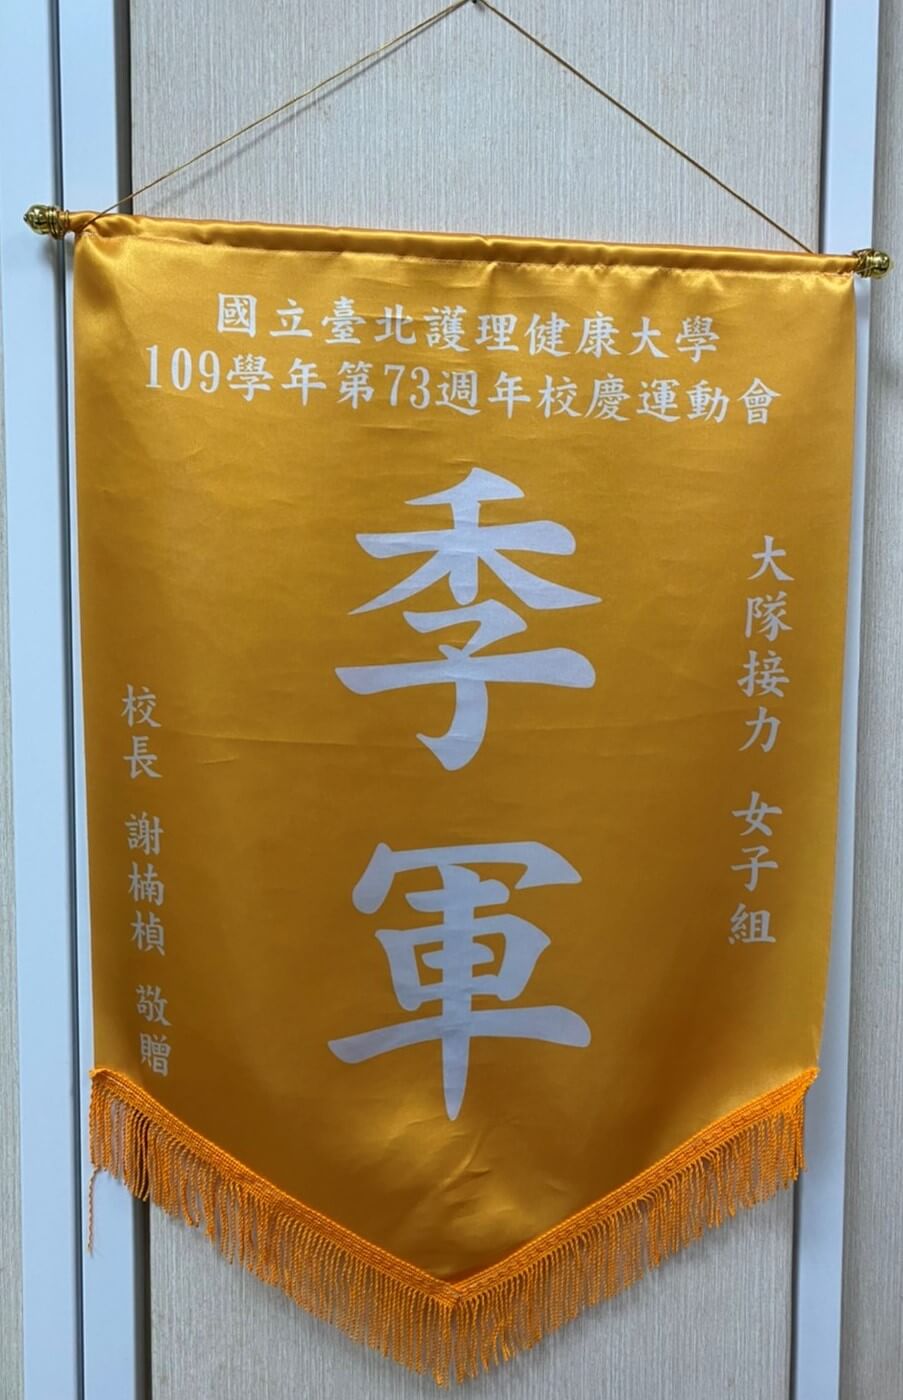 國立臺北護理健康大學
109學年第73週年校慶運動會
大隊接力 女子組
季軍
校長 謝楠楨 敬贈